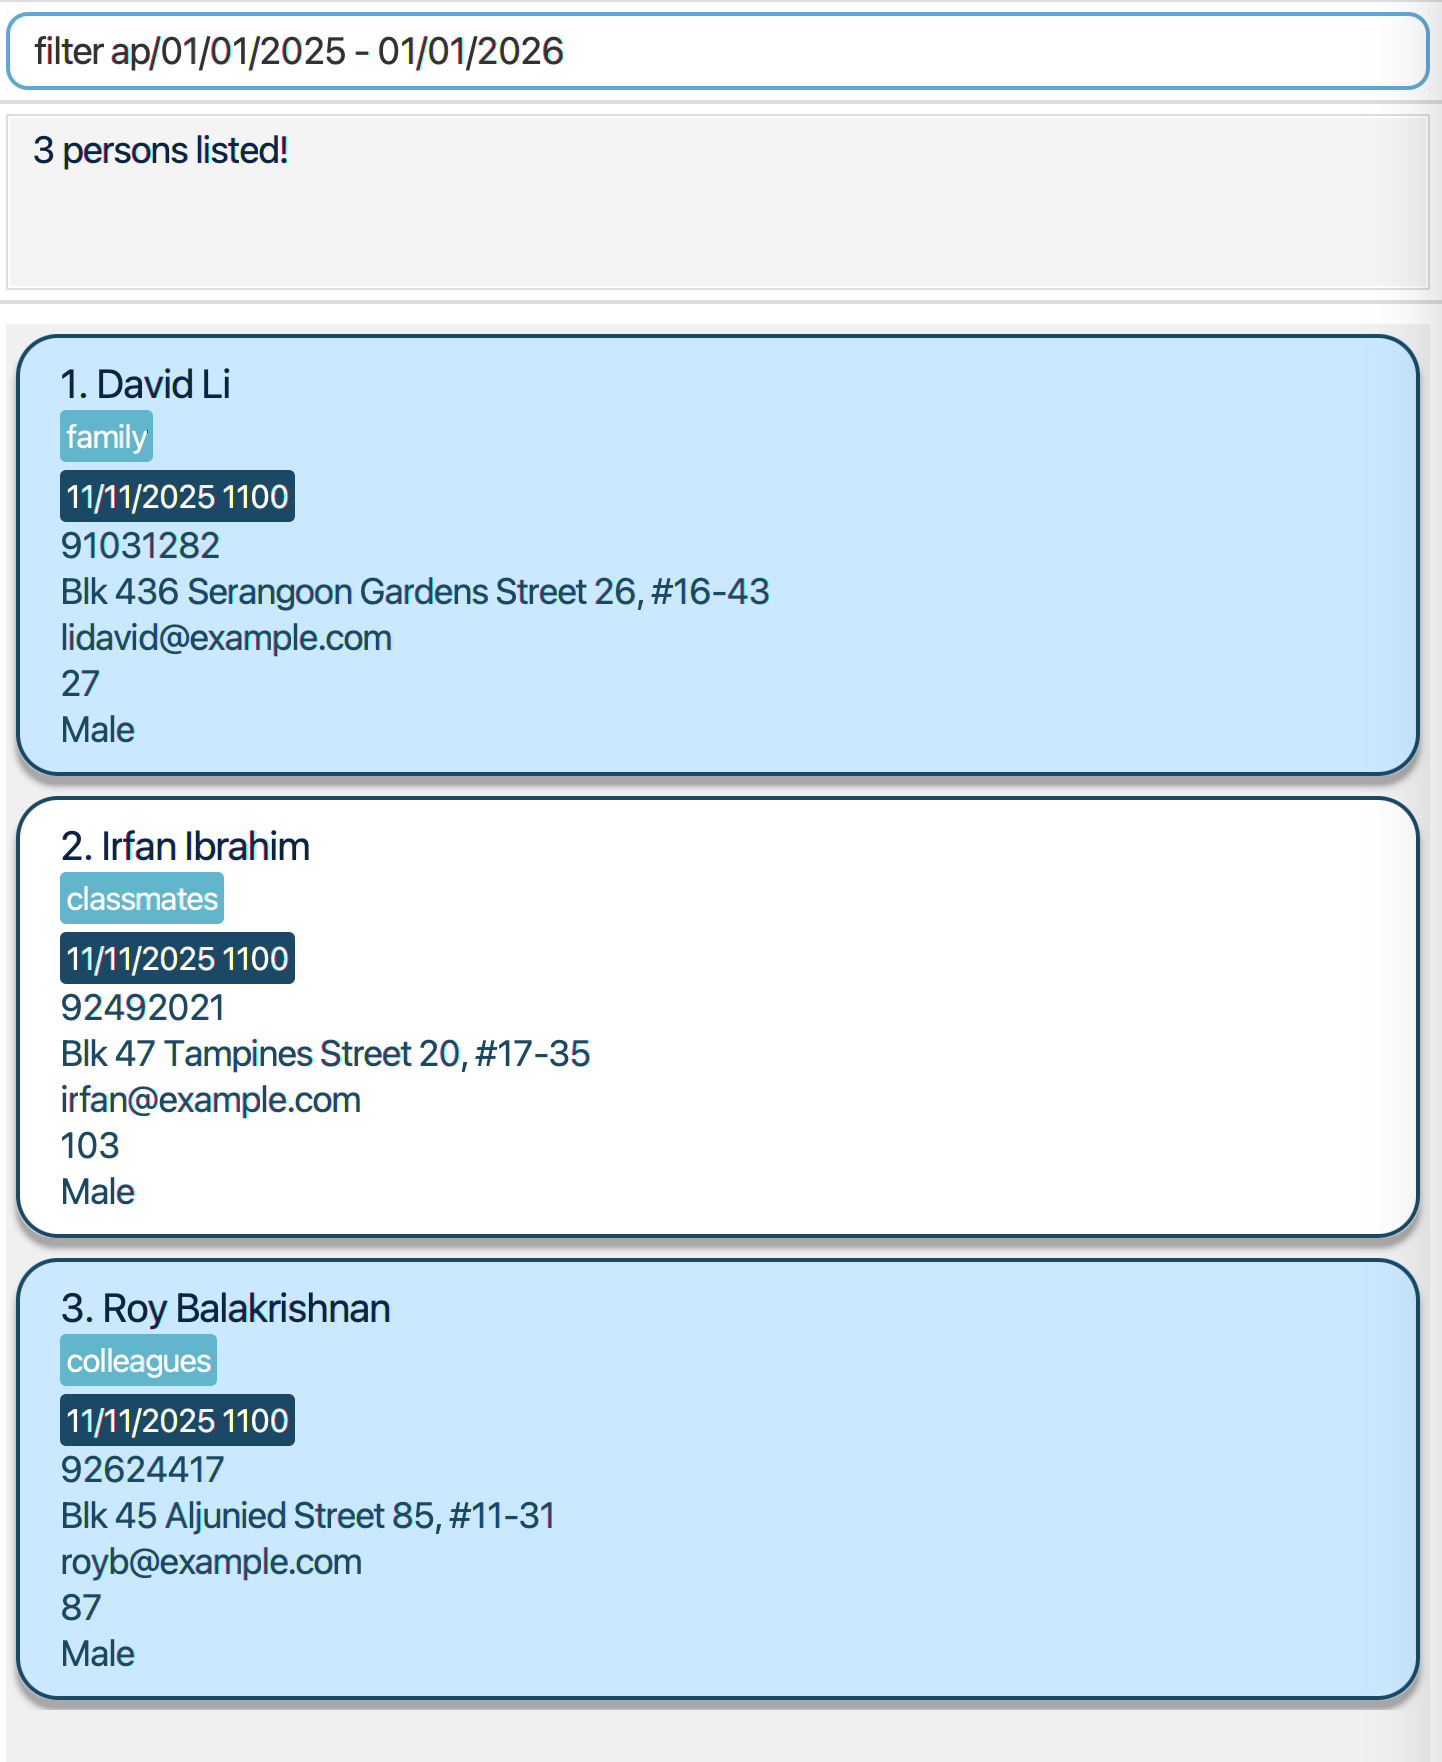 filter ap/01/01/2025 - 01/01/2026
3 persons listed!
1. David Li
family
11/11/2025 1100
91031282
Blk 436 Serangoon Gardens Street 26, #16-43
lidavid@example.com
27
Male
2. Irfan Ibrahim
classmates
11/11/2025 1100
92492021
Blk 47 Tampines Street 20, #17-35
irfan@example.com
103
Male
3. Roy Balakrishnan
colleagues
11/11/2025 1100
92624417
Blk 45 Aljunied Street 85, #11-31
royb@example.com
87
Male